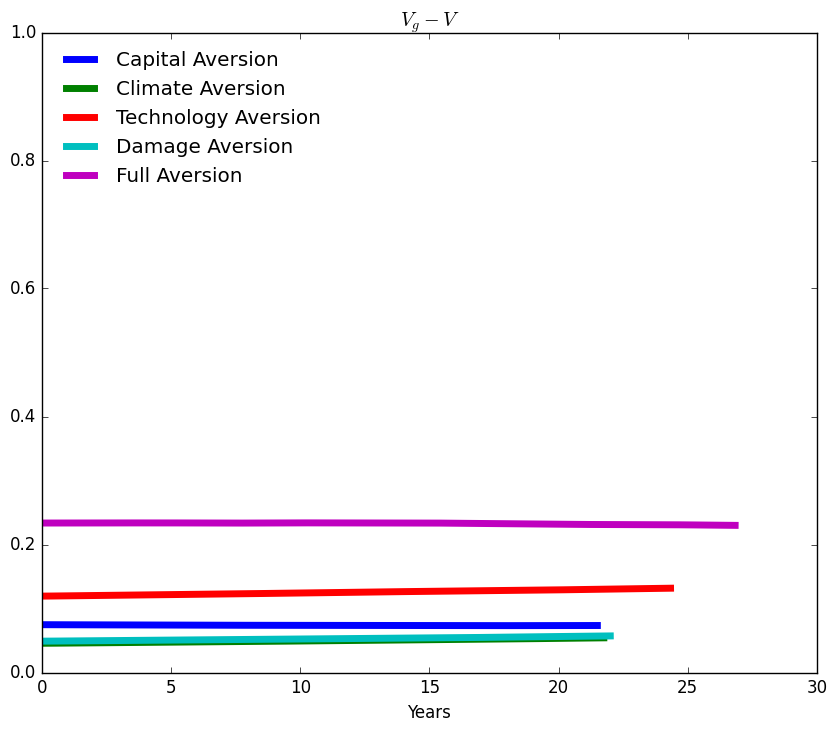 V_g − V
1.0
Capital Aversion
Climate Aversion
Technology Aversion
Damage Aversion
Full Aversion
0.8
0.6
0.4
0.2
0.0
0 5 10 15 20 25 30
Years